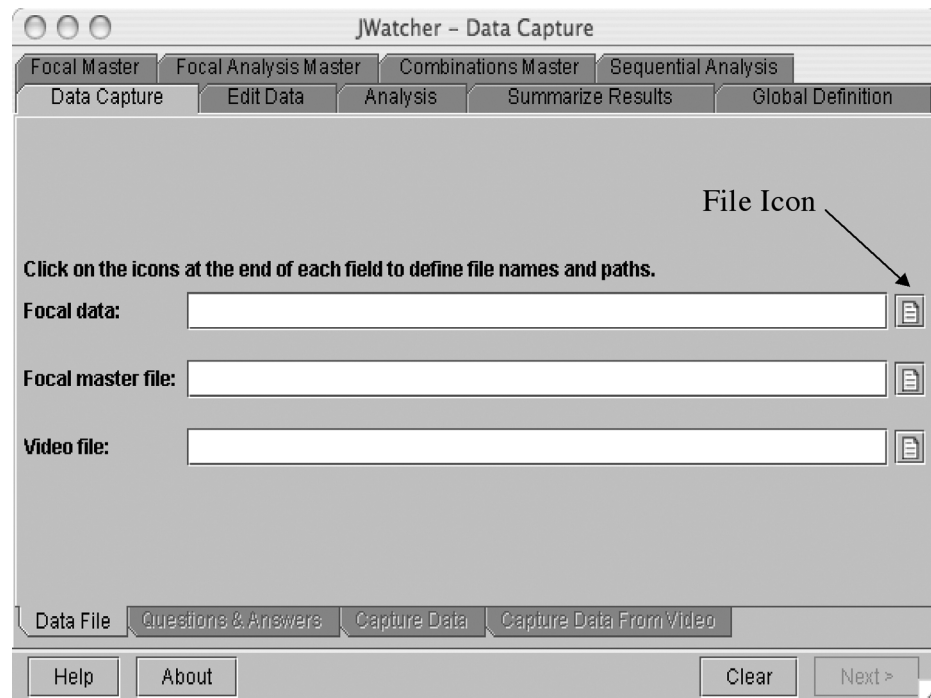 JWatcher – Data Capture
Focal Master Focal Analysis Master Combinations Master Sequential Analysis
Data Capture Edit Data Analysis Summarize Results Global Definition
File Icon
Click on the icons at the end of each field to define file names and paths.
Focal data:
Focal master file:
Video file:
Data File Questions & Answers Capture Data Capture Data From Video
Help About Clear Next >